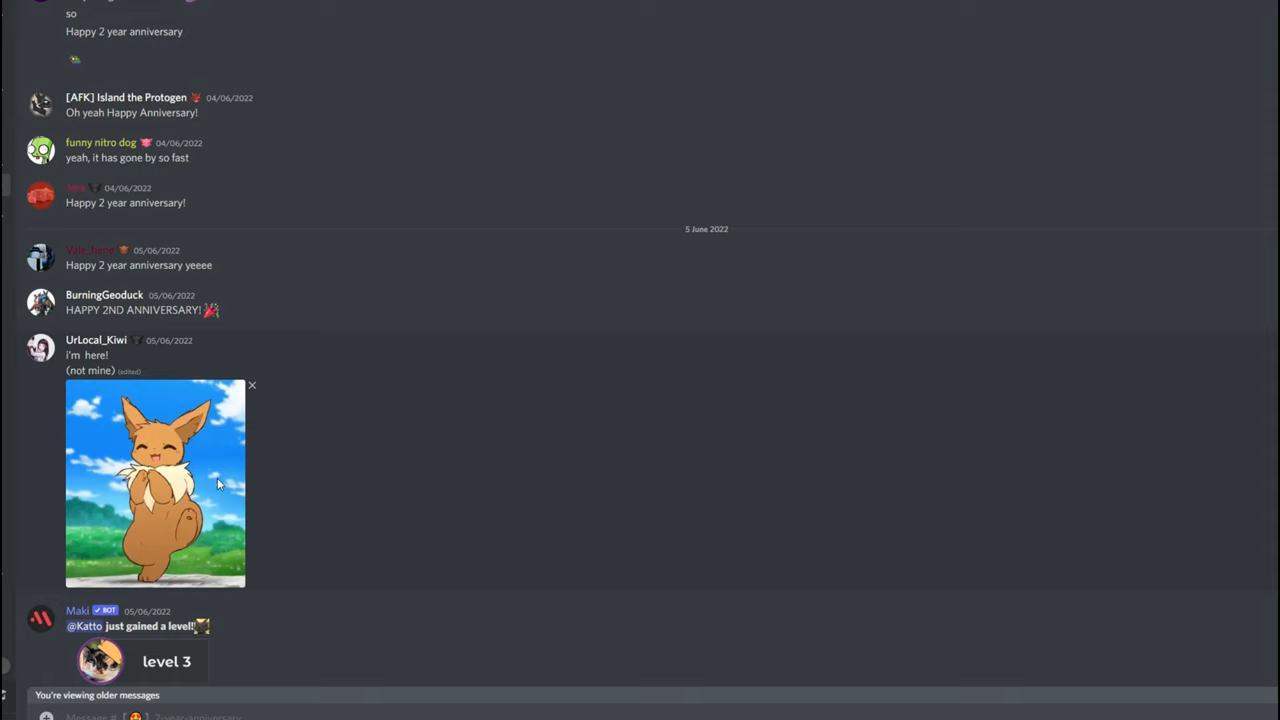 so
Happy 2 year anniversary
[AFK] Island the Protogen 04/06/2022
Oh yeah Happy Anniversary!
funny nitro dog 04/06/2022
yeah, it has gone by so fast
04/06/2022
Happy 2 year anniversary!
5 June 2022
05/06/2022
Happy 2 year anniversary yeeee
BurningGeoduck 05/06/2022
HAPPY 2ND ANNIVERSARY!
UrLocal_Kiwi 05/06/2022
i'm here!
(not mine) (edited)
Maki BOT 05/06/2022
@Katto just gained a level!
level 3
You're viewing older messages
Message # 2-year-anniversary